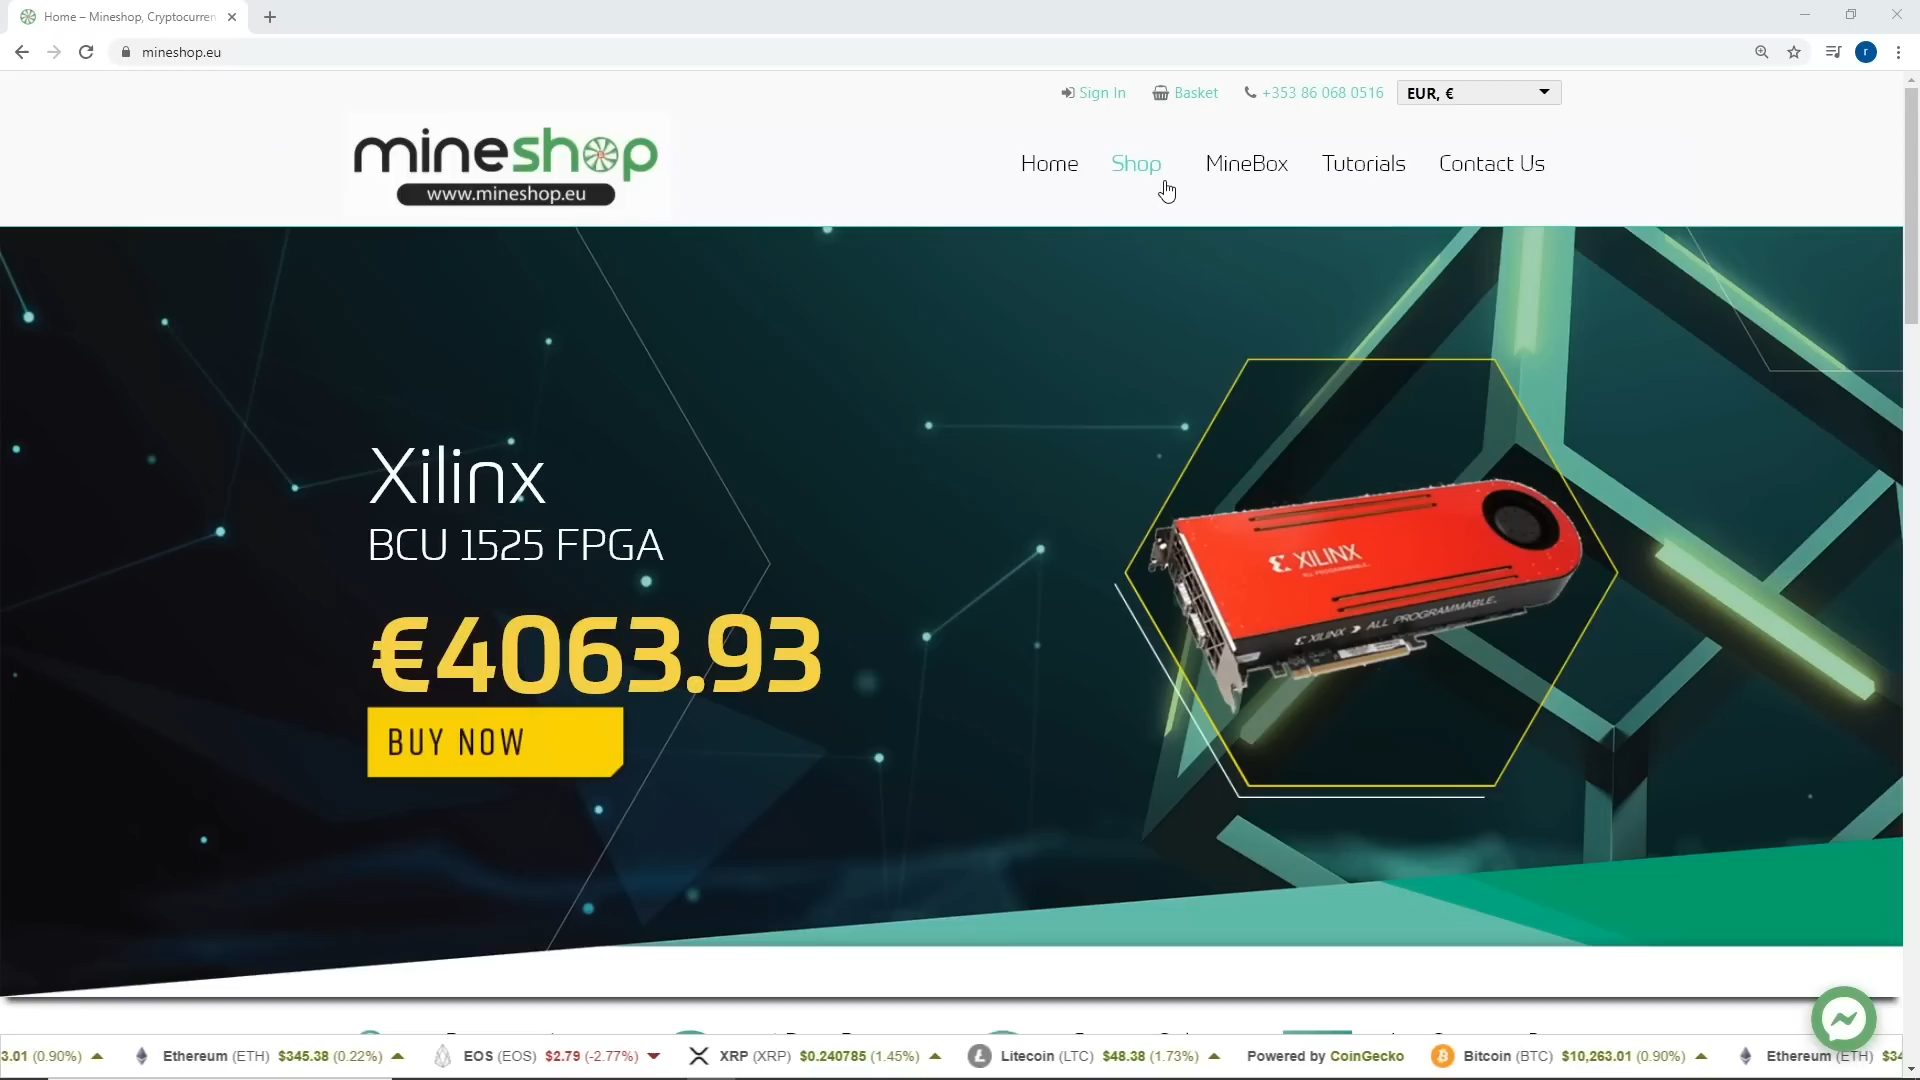 Home – Mineshop, Cryptocurren
mineshop.eu
r
Sign In
Basket
+353 86 068 0516
EUR, €
mineshop
www.mineshop.eu
Home
Shop
MineBox
Tutorials
Contact Us
Xilinx
BCU 1525 FPGA
€4063.93
BUY NOW
XILINX
ALL PROGRAMMABLE.
XILINX > ALL PROGRAMMABLE.
3.01 (0.90%)
Ethereum (ETH) $345.38 (0.22%)
EOS (EOS) $2.79 (-2.77%)
XRP (XRP) $0.240785 (1.45%)
Litecoin (LTC) $48.38 (1.73%)
Powered by CoinGecko
Bitcoin (BTC) $10,263.01 (0.90%)
Ethereum (ETH) $34